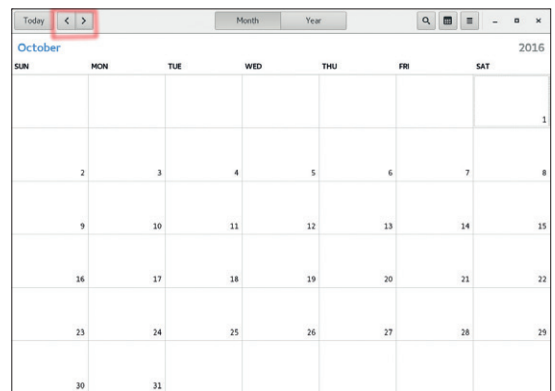 Today < > Month Year
October 2016
SUN MON TUE WED THU FRI SAT
1
2 3 4 5 6 7 8
9 10 11 12 13 14 15
16 17 18 19 20 21 22
23 24 25 26 27 28 29
30 31